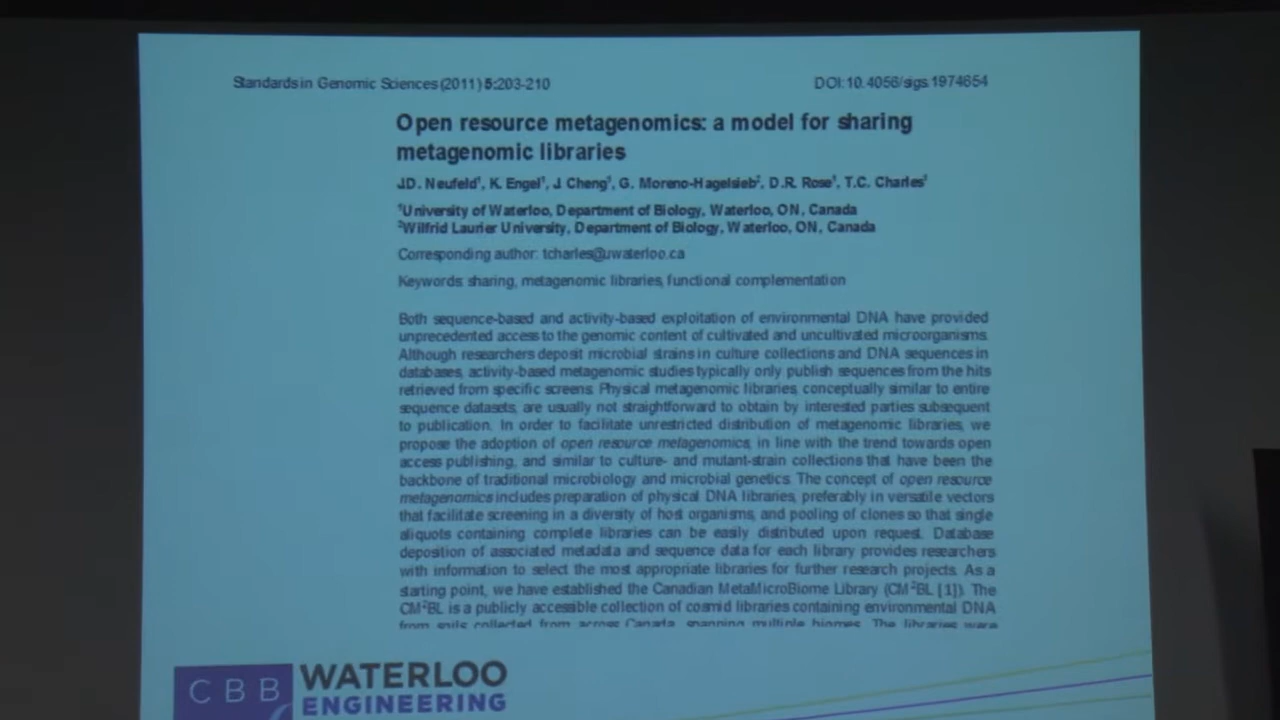 Standards in Genomic Sciences (2011) 5:203-210
DOI:10.4056/sigs.1974654
Open resource metagenomics: a model for sharing
metagenomic libraries
J.D. Neufeld¹, K. Engel¹, J. Cheng¹, G. Moreno-Hagelsieb², D.R. Rose¹, T.C. Charles¹
¹University of Waterloo, Department of Biology, Waterloo, ON, Canada
²Wilfrid Laurier University, Department of Biology, Waterloo, ON, Canada
Corresponding author: tcharles@uwaterloo.ca
Keywords: sharing, metagenomic libraries, functional complementation
Both sequence-based and activity-based exploitation of environmental DNA have provided
unprecedented access to the genomic content of cultivated and uncultivated microorganisms.
Although researchers deposit microbial strains in culture collections and DNA sequences in
databases, activity-based metagenomic studies typically only publish sequences from the hits
retrieved from specific screens. Physical metagenomic libraries, conceptually similar to entire
sequence datasets, are usually not straightforward to obtain by interested parties subsequent
to publication. In order to facilitate unrestricted distribution of metagenomic libraries, we
propose the adoption of open resource metagenomics, in line with the trend towards open
access publishing, and similar to culture- and mutant-strain collections that have been the
backbone of traditional microbiology and microbial genetics. The concept of open resource
metagenomics includes preparation of physical DNA libraries, preferably in versatile vectors
that facilitate screening in a diversity of host organisms, and pooling of clones so that single
aliquots containing complete libraries can be easily distributed upon request. Database
deposition of associated metadata and sequence data for each library provides researchers
with information to select the most appropriate libraries for further research projects. As a
starting point, we have established the Canadian MetaMicroBiome Library (CM²BL [1]). The
CM²BL is a publicly accessible collection of cosmid libraries containing environmental DNA
from soils collected from across Canada, spanning multiple biomes. The libraries were
CBB
WATERLOO
ENGINEERING